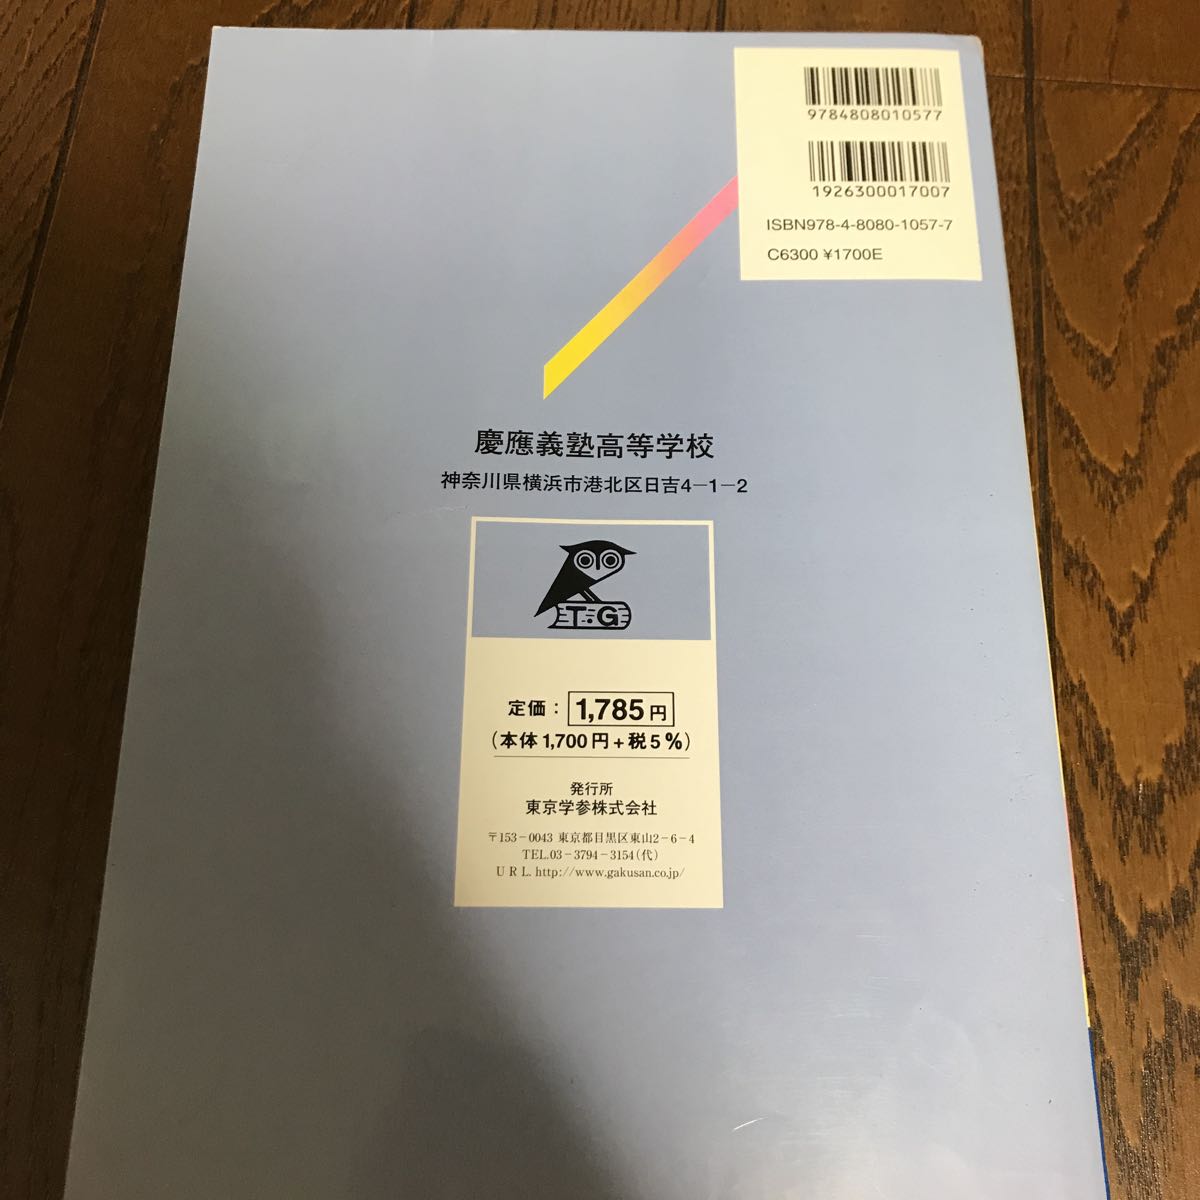 9784808010577
1926300017007
ISBN978-4-8080-1057-7
C6300 ¥1700E
慶應義塾高等学校
神奈川県横浜市港北区日吉4−1−2
T.G
定価：1,785円
（本体1,700円+税5%）
発行所
東京学参株式会社
〒153−0043 東京都目黒区東山2−6−4
TEL.03−3794−3154（代）
URL. http://www.gakusan.co.jp/